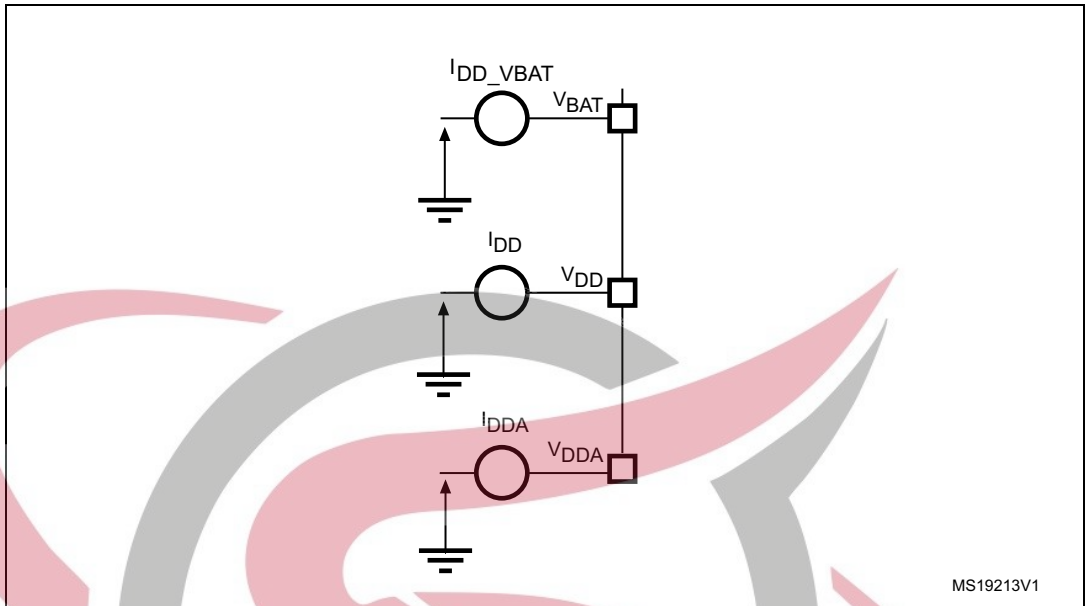 IDD_VBAT
VBAT
IDD
VDD
IDDA
VDDA
MS19213V1